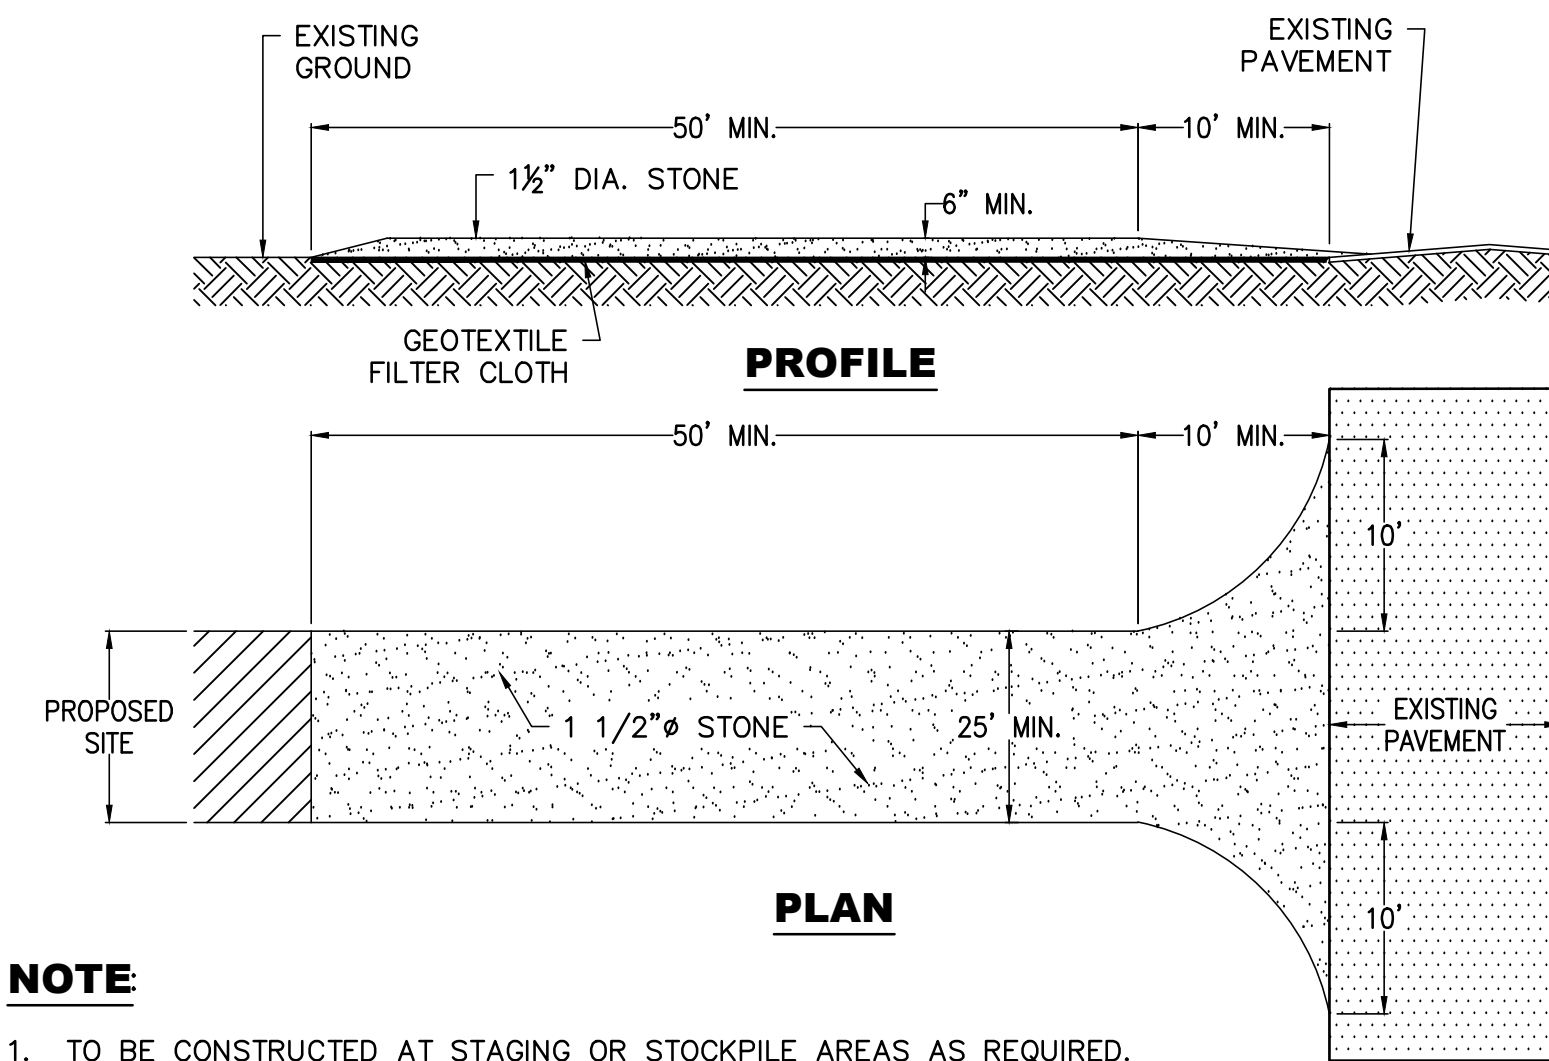 EXISTING
GROUND
EXISTING
PAVEMENT
50' MIN.
10' MIN.
1½” DIA. STONE
6” MIN.
GEOTEXTILE
FILTER CLOTH
PROFILE
50' MIN.
10' MIN.
10'
PROPOSED
SITE
1 1/2”ø STONE
25' MIN.
EXISTING
PAVEMENT
10'
PLAN
NOTE:
1. TO BE CONSTRUCTED AT STAGING OR STOCKPILE AREAS AS REQUIRED.